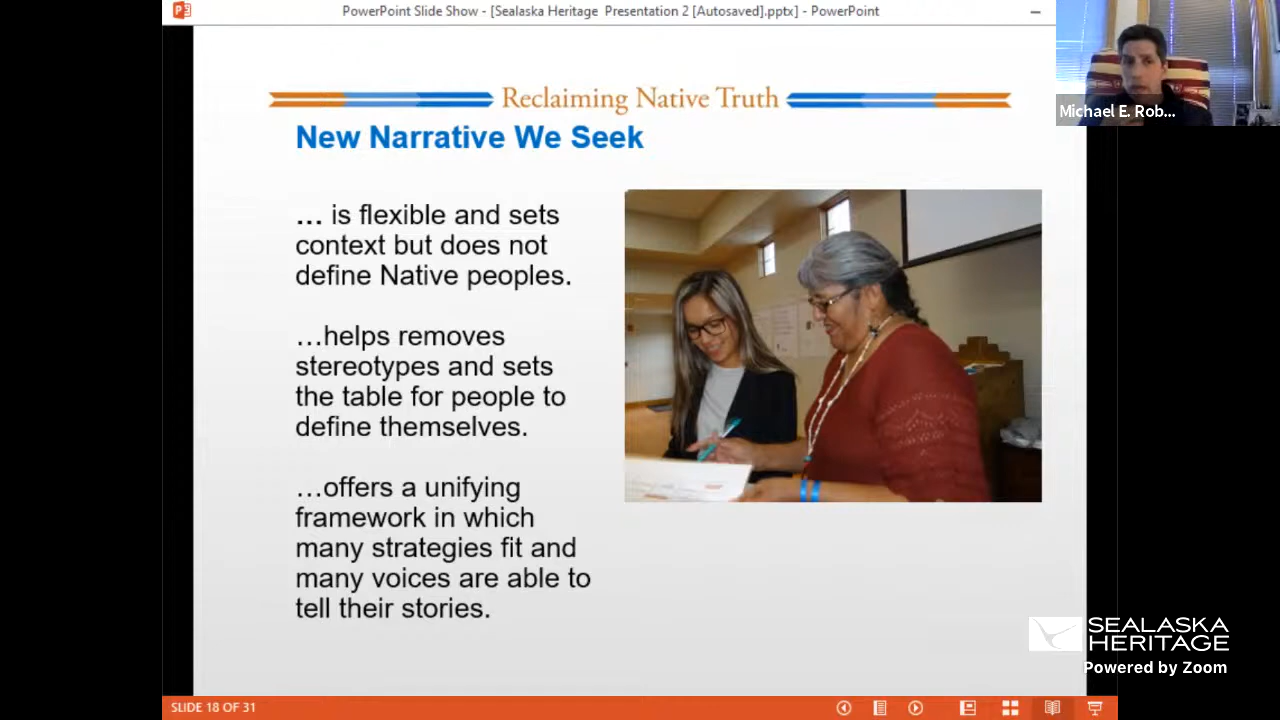 PowerPoint Slide Show - [Sealaska Heritage Presentation 2 [Autosaved].pptx] - PowerPoint
Michael E. Rob...
Reclaiming Native Truth
New Narrative We Seek
... is flexible and sets
context but does not
define Native peoples.
...helps removes
stereotypes and sets
the table for people to
define themselves.
...offers a unifying
framework in which
many strategies fit and
many voices are able to
tell their stories.
SEALASKA
HERITAGE
Powered by Zoom
SLIDE 18 OF 31